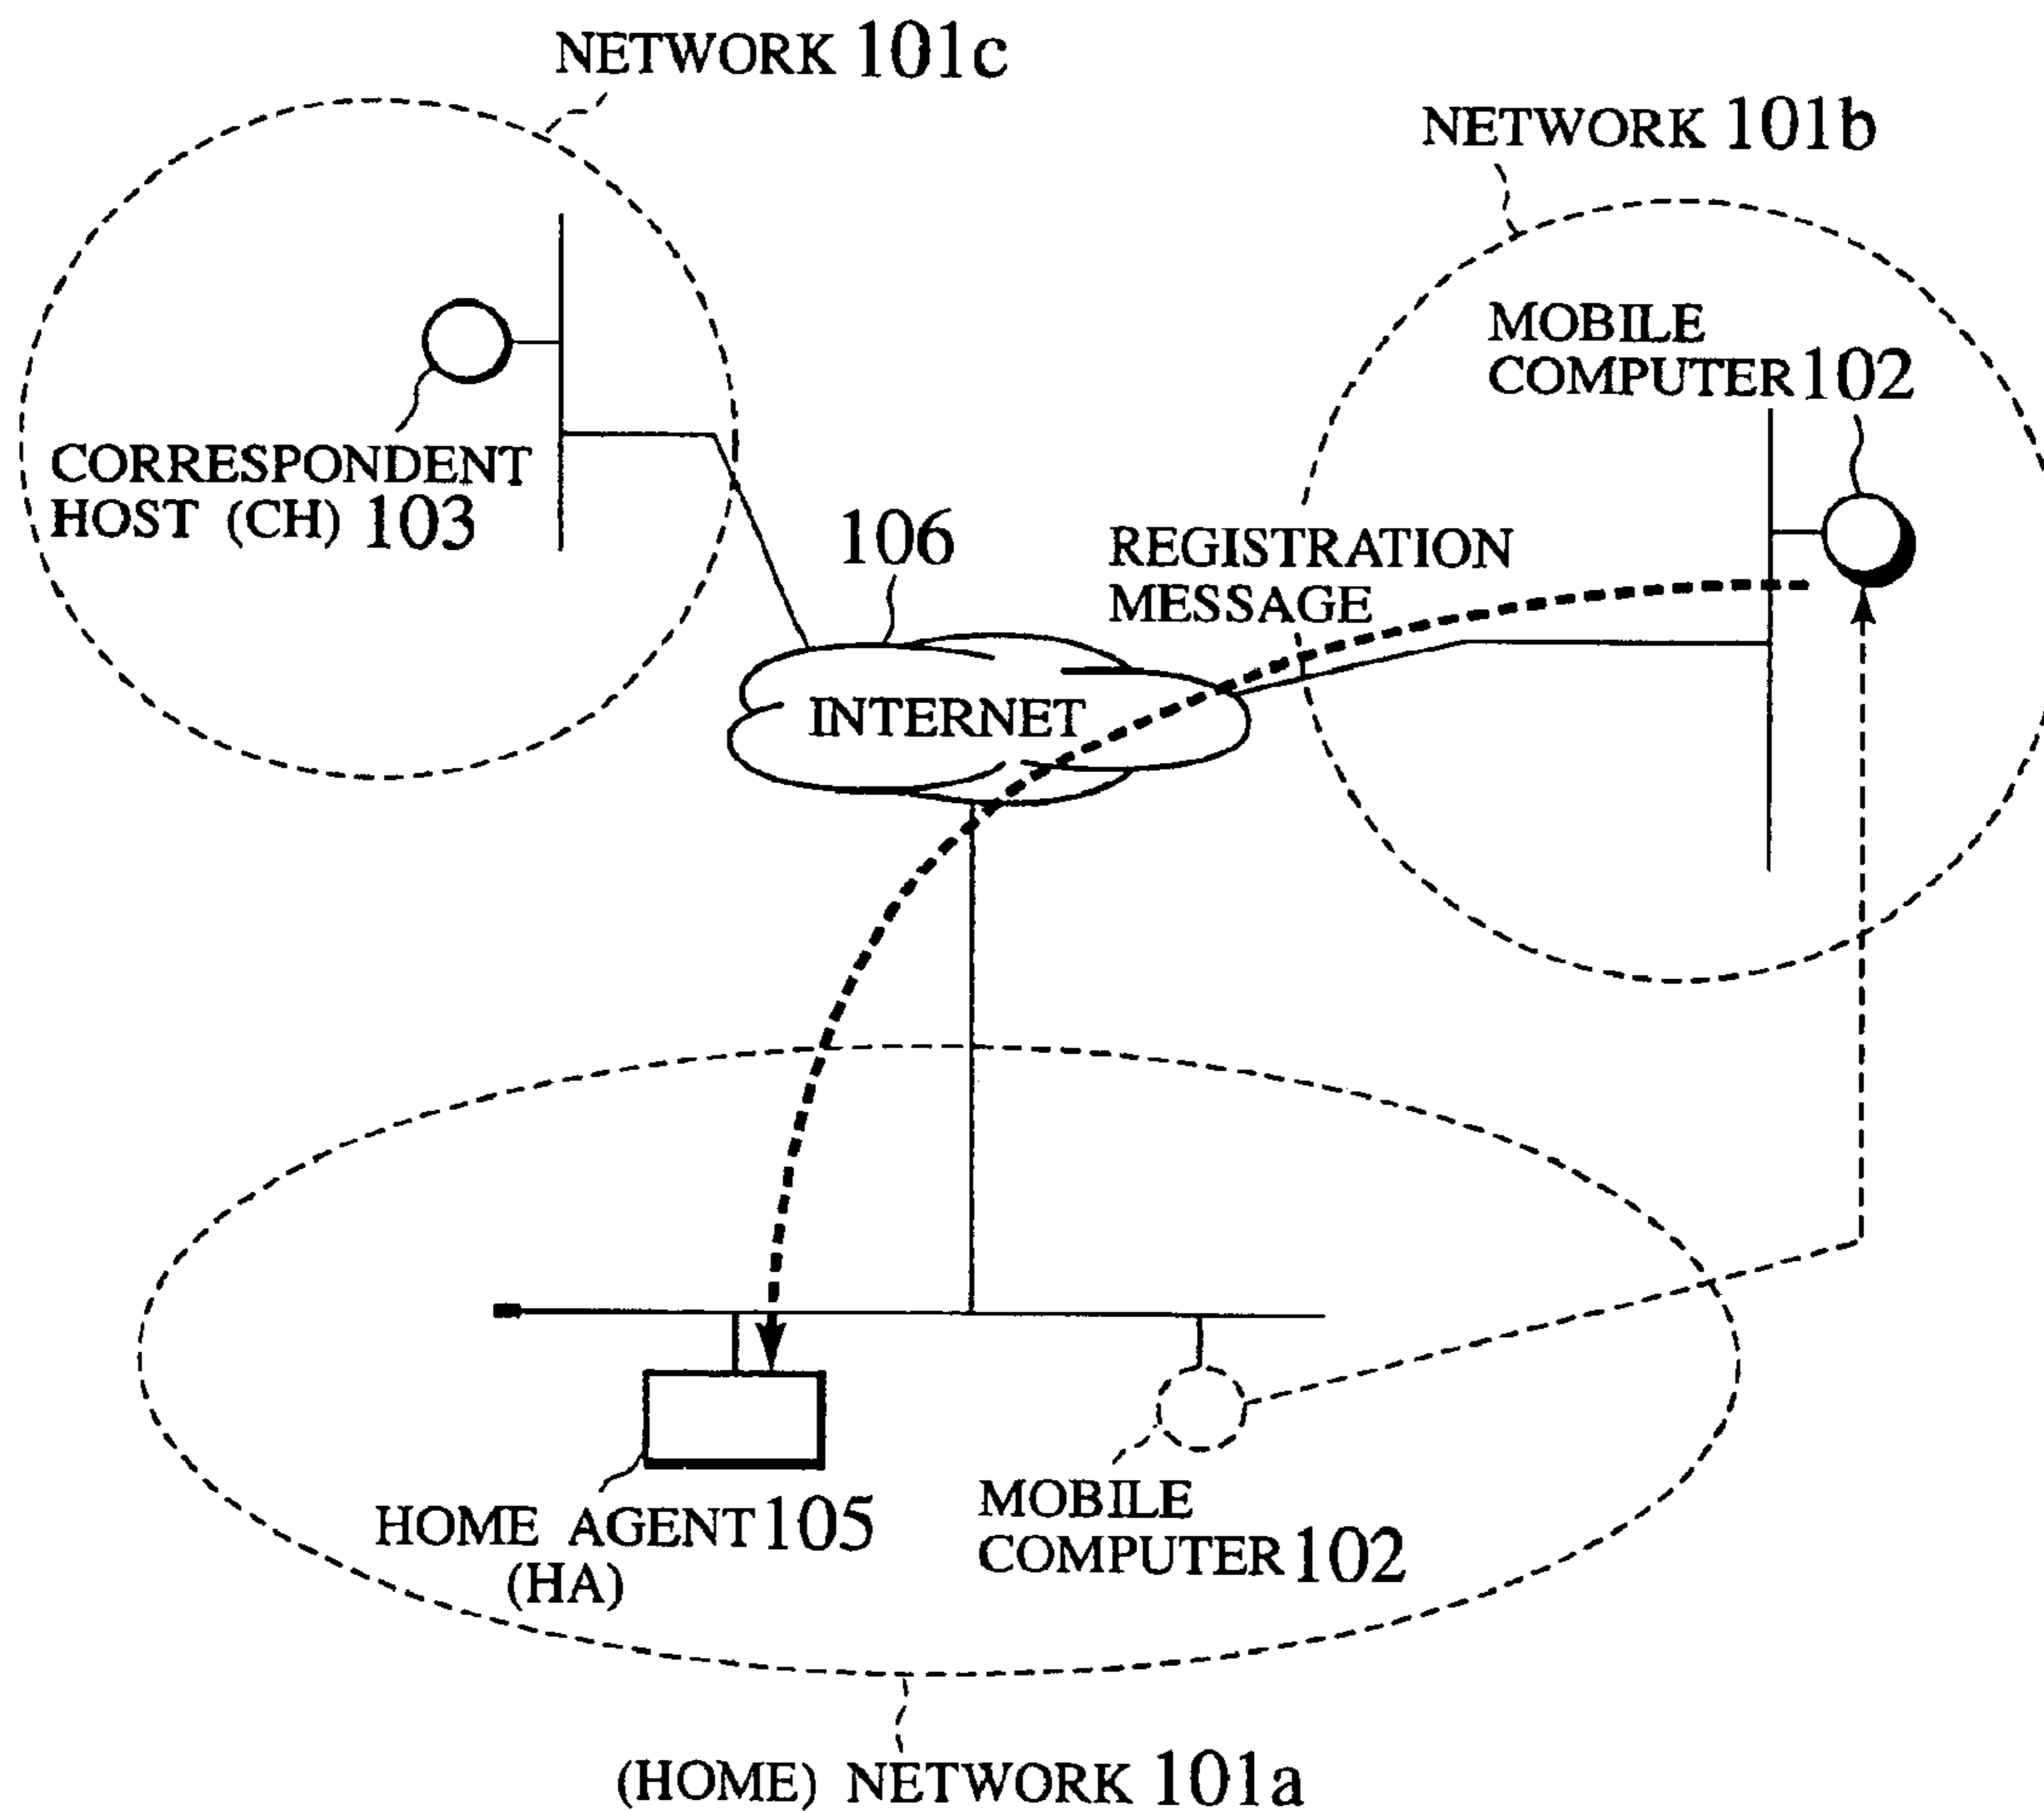 NETWORK 101c
NETWORK 101b
MOBILE
COMPUTER 102
CORRESPONDENT
HOST (CH) 103
106
REGISTRATION
MESSAGE
INTERNET
HOME AGENT 105
(HA)
MOBILE
COMPUTER 102
(HOME) NETWORK 101a